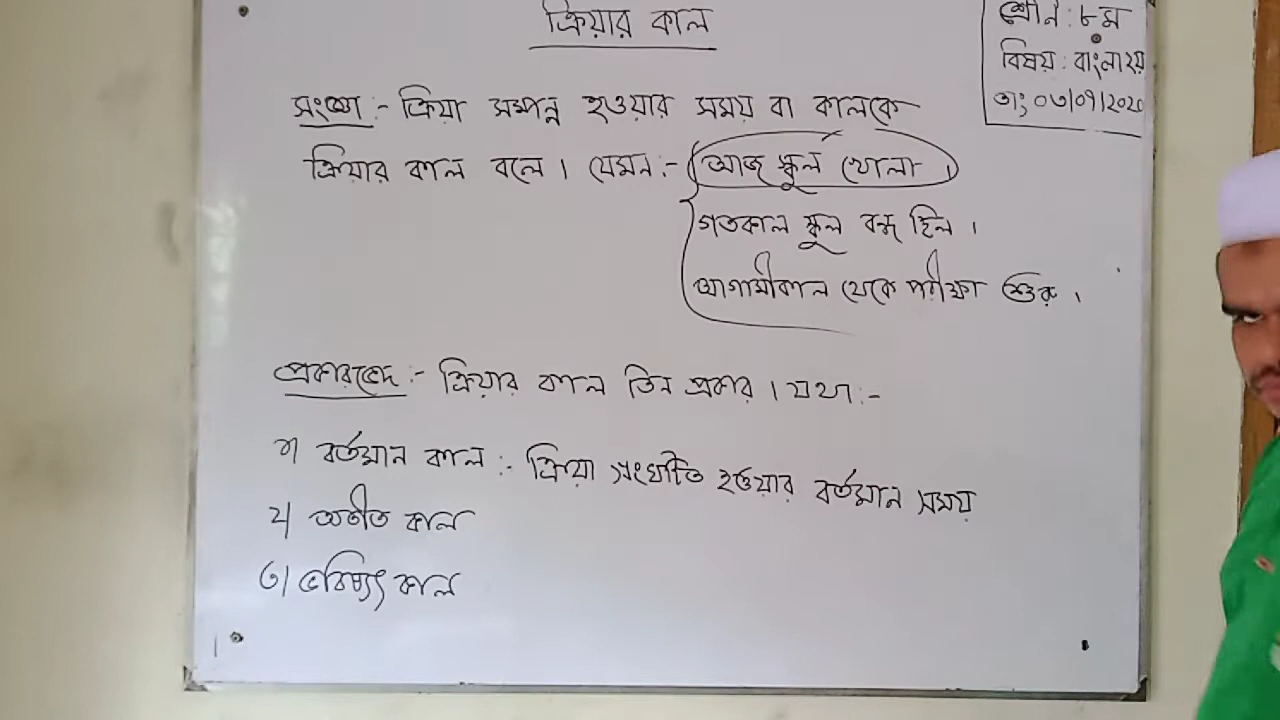 ক্রিয়ার কাল
শ্রেণি : ৮ম
বিষয় : বাংলা ২য়
তাং ০৩/০৭/২০২০
সংজ্ঞা :- ক্রিয়া সম্পন্ন হওয়ার সময় বা কালকে
ক্রিয়ার কাল বলে । যেমন :- আজ স্কুল খোলা ।
গতকাল স্কুল বন্ধ ছিল ।
আগামীকাল থেকে পরীক্ষা শুরু ।
প্রকারভেদ :- ক্রিয়ার কাল তিন প্রকার । যথা :-
১। বর্তমান কাল :- ক্রিয়া সংঘটিত হওয়ার বর্তমান সময়
২। অতীত কাল
৩। ভবিষ্যৎ কাল